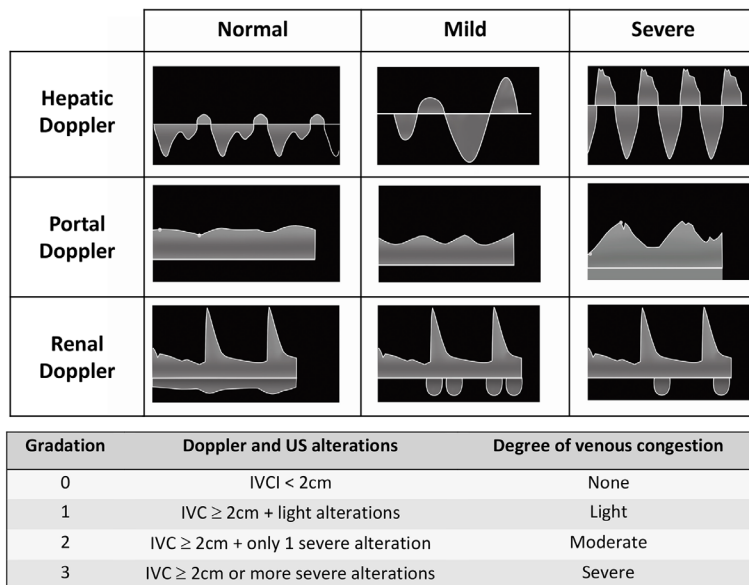 Normal Mild Severe
Hepatic
Doppler
Portal
Doppler
Renal
Doppler
Gradation Doppler and US alterations Degree of venous congestion
0 IVCI < 2cm None
1 IVC ≥ 2cm + light alterations Light
2 IVC ≥ 2cm + only 1 severe alteration Moderate
3 IVC ≥ 2cm or more severe alterations Severe